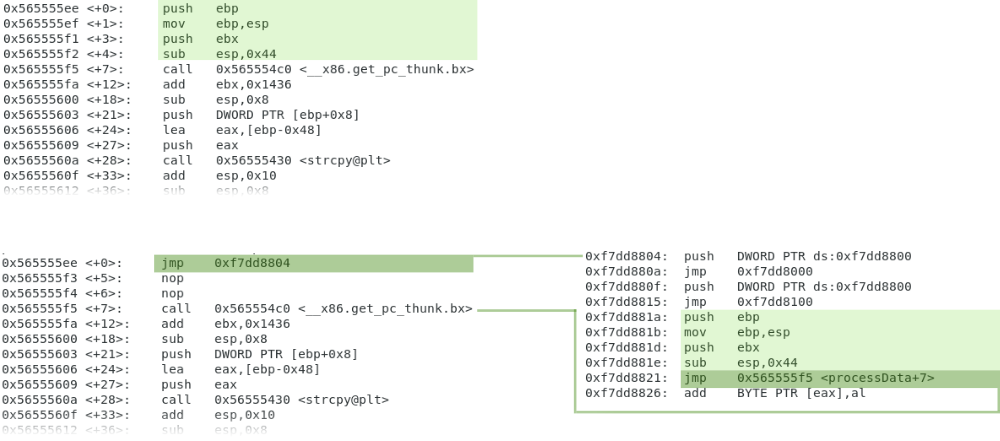 0x565555ee <+0>: push ebp
0x565555ef <+1>: mov ebp,esp
0x565555f1 <+3>: push ebx
0x565555f2 <+4>: sub esp,0x44
0x565555f5 <+7>: call 0x565554c0 <__x86.get_pc_thunk.bx>
0x565555fa <+12>: add ebx,0x1436
0x56555600 <+18>: sub esp,0x8
0x56555603 <+21>: push DWORD PTR [ebp+0x8]
0x56555606 <+24>: lea eax,[ebp-0x48]
0x56555609 <+27>: push eax
0x5655560a <+28>: call 0x56555430 <strcpy@plt>
0x5655560f <+33>: add esp,0x10
0x56555612 <+36>: sub esp,0x8
0x565555ee <+0>: jmp 0xf7dd8804
0x565555f3 <+5>: nop
0x565555f4 <+6>: nop
0x565555f5 <+7>: call 0x565554c0 <__x86.get_pc_thunk.bx>
0x565555fa <+12>: add ebx,0x1436
0x56555600 <+18>: sub esp,0x8
0x56555603 <+21>: push DWORD PTR [ebp+0x8]
0x56555606 <+24>: lea eax,[ebp-0x48]
0x56555609 <+27>: push eax
0x5655560a <+28>: call 0x56555430 <strcpy@plt>
0x5655560f <+33>: add esp,0x10
0x56555612 <+36>: sub esp,0x8
0xf7dd8804: push DWORD PTR ds:0xf7dd8800
0xf7dd880a: jmp 0xf7dd8000
0xf7dd880f: push DWORD PTR ds:0xf7dd8800
0xf7dd8815: jmp 0xf7dd8100
0xf7dd881a: push ebp
0xf7dd881b: mov ebp,esp
0xf7dd881d: push ebx
0xf7dd881e: sub esp,0x44
0xf7dd8821: jmp 0x565555f5 <processData+7>
0xf7dd8826: add BYTE PTR [eax],al